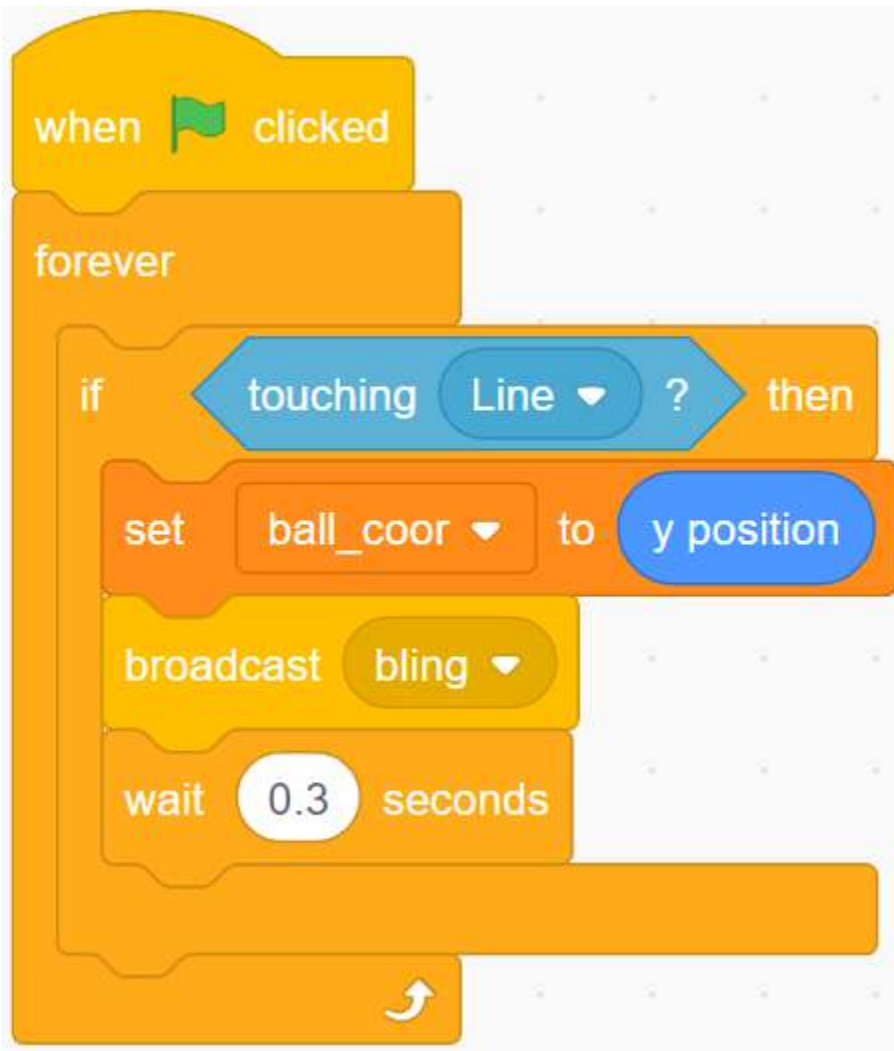 when clicked
forever
if touching Line ? then
set ball_coor to y position
broadcast bling
wait 0.3 seconds